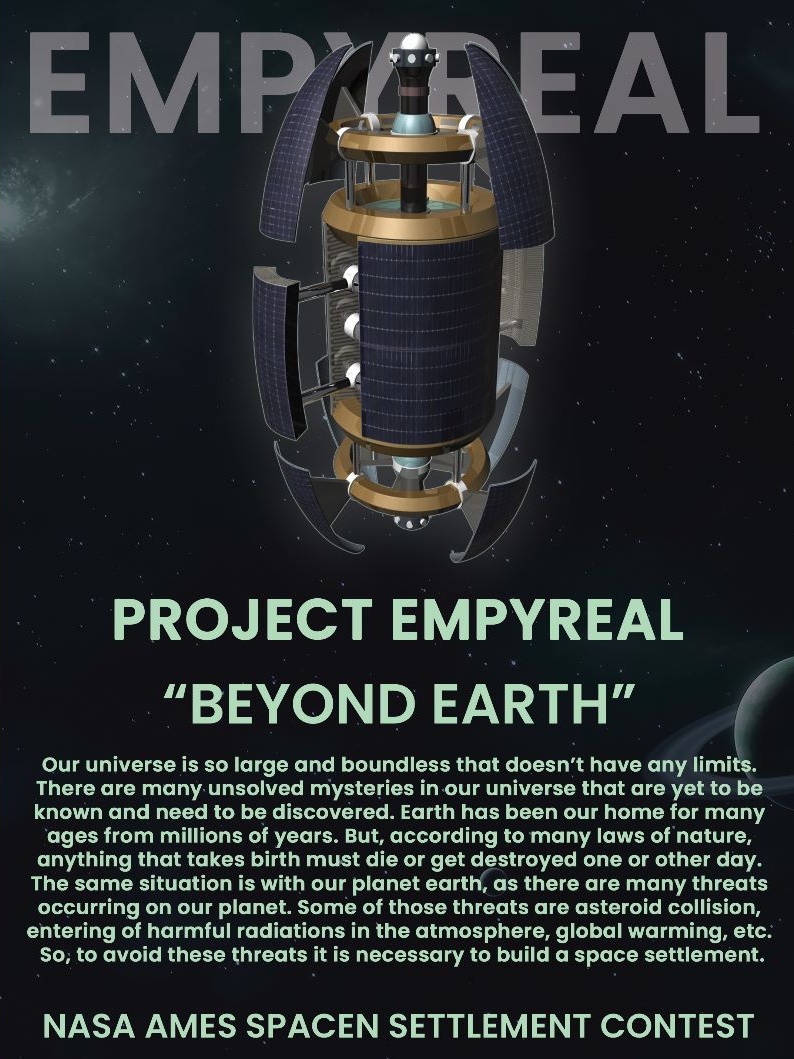 EMPYREAL
PROJECT EMPYREAL
“BEYOND EARTH”
Our universe is so large and boundless that doesn’t have any limits.
There are many unsolved mysteries in our universe that are yet to be
known and need to be discovered. Earth has been our home for many
ages from millions of years. But, according to many laws of nature,
anything that takes birth must die or get destroyed one or other day.
The same situation is with our planet earth, as there are many threats
occurring on our planet. Some of those threats are asteroid collision,
entering of harmful radiations in the atmosphere, global warming, etc.
So, to avoid these threats it is necessary to build a space settlement.
NASA AMES SPACEN SETTLEMENT CONTEST